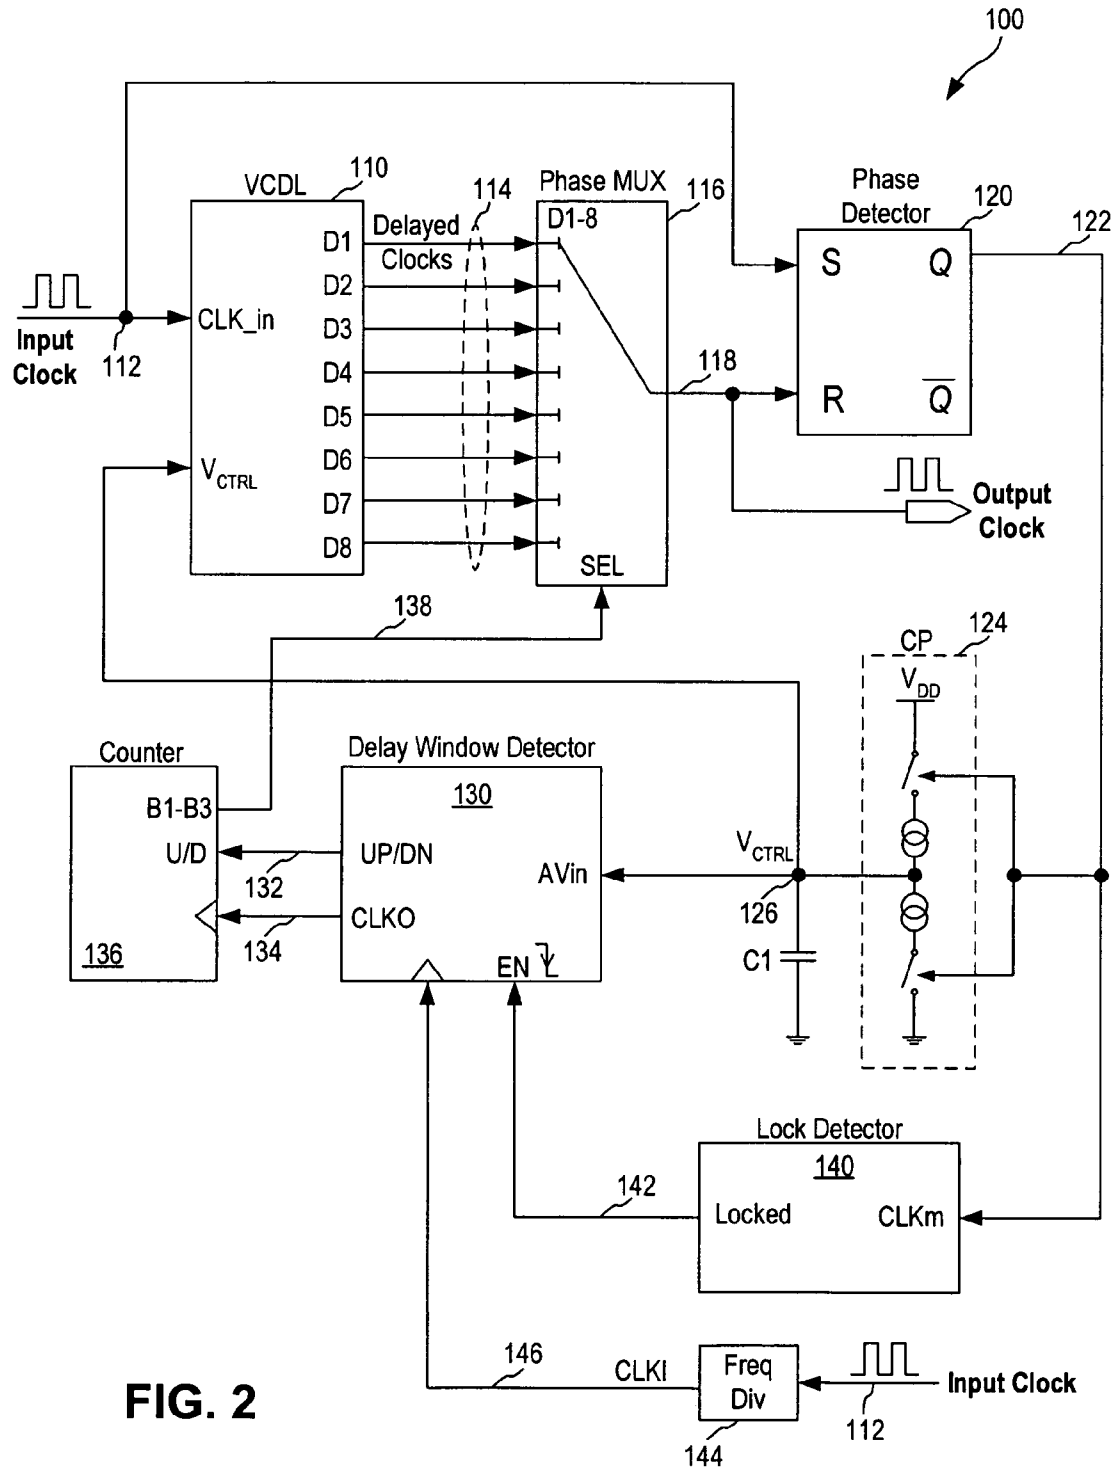 100
VCDL
110
114
Phase MUX
116
Phase
Detector
120
122
D1
Delayed
Clocks
D1-8
S
Q
D2
CLK_in
D3
Input
Clock
112
D4
118
R
Q̅
D5
D6
VCTRL
D7
D8
Output
Clock
SEL
138
CP
124
VDD
Counter
Delay Window Detector
130
B1-B3
U/D
132
UP/DN
VCTRL
AVin
126
134
CLKO
136
EN
C1
Lock Detector
140
142
Locked
CLKm
146
CLKI
Freq
Div
144
112
Input Clock
FIG. 2